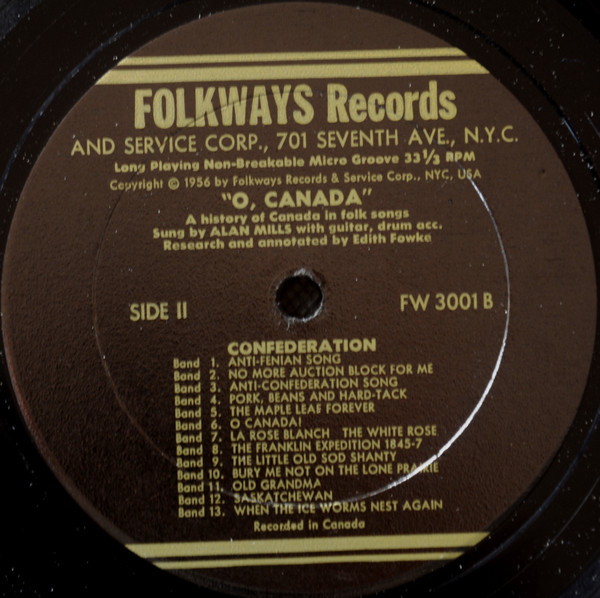 FOLKWAYS Records
AND SERVICE CORP., 701 SEVENTH AVE., N.Y.C.
Long Playing Non-Breakable Micro Groove 33 1/3 RPM
Copyright © 1956 by Folkways Records & Service Corp., NYC, USA
"O, CANADA"
A history of Canada in folk songs
Sung by ALAN MILLS with guitar, drum acc.
Research and annotated by Edith Fowke
SIDE II FW 3001 B
CONFEDERATION
Band 1. ANTI-FENIAN SONG
Band 2. NO MORE AUCTION BLOCK FOR ME
Band 3. ANTI-CONFEDERATION SONG
Band 4. PORK, BEANS AND HARD-TACK
Band 5. THE MAPLE LEAF FOREVER
Band 6. O CANADA!
Band 7. LA ROSE BLANCH THE WHITE ROSE
Band 8. THE FRANKLIN EXPEDITION 1845-7
Band 9. THE LITTLE OLD SOD SHANTY
Band 10. BURY ME NOT ON THE LONE PRAIRIE
Band 11. OLD GRANDMA
Band 12. SASKATCHEWAN
Band 13. WHEN THE ICE WORMS NEST AGAIN
Recorded in Canada